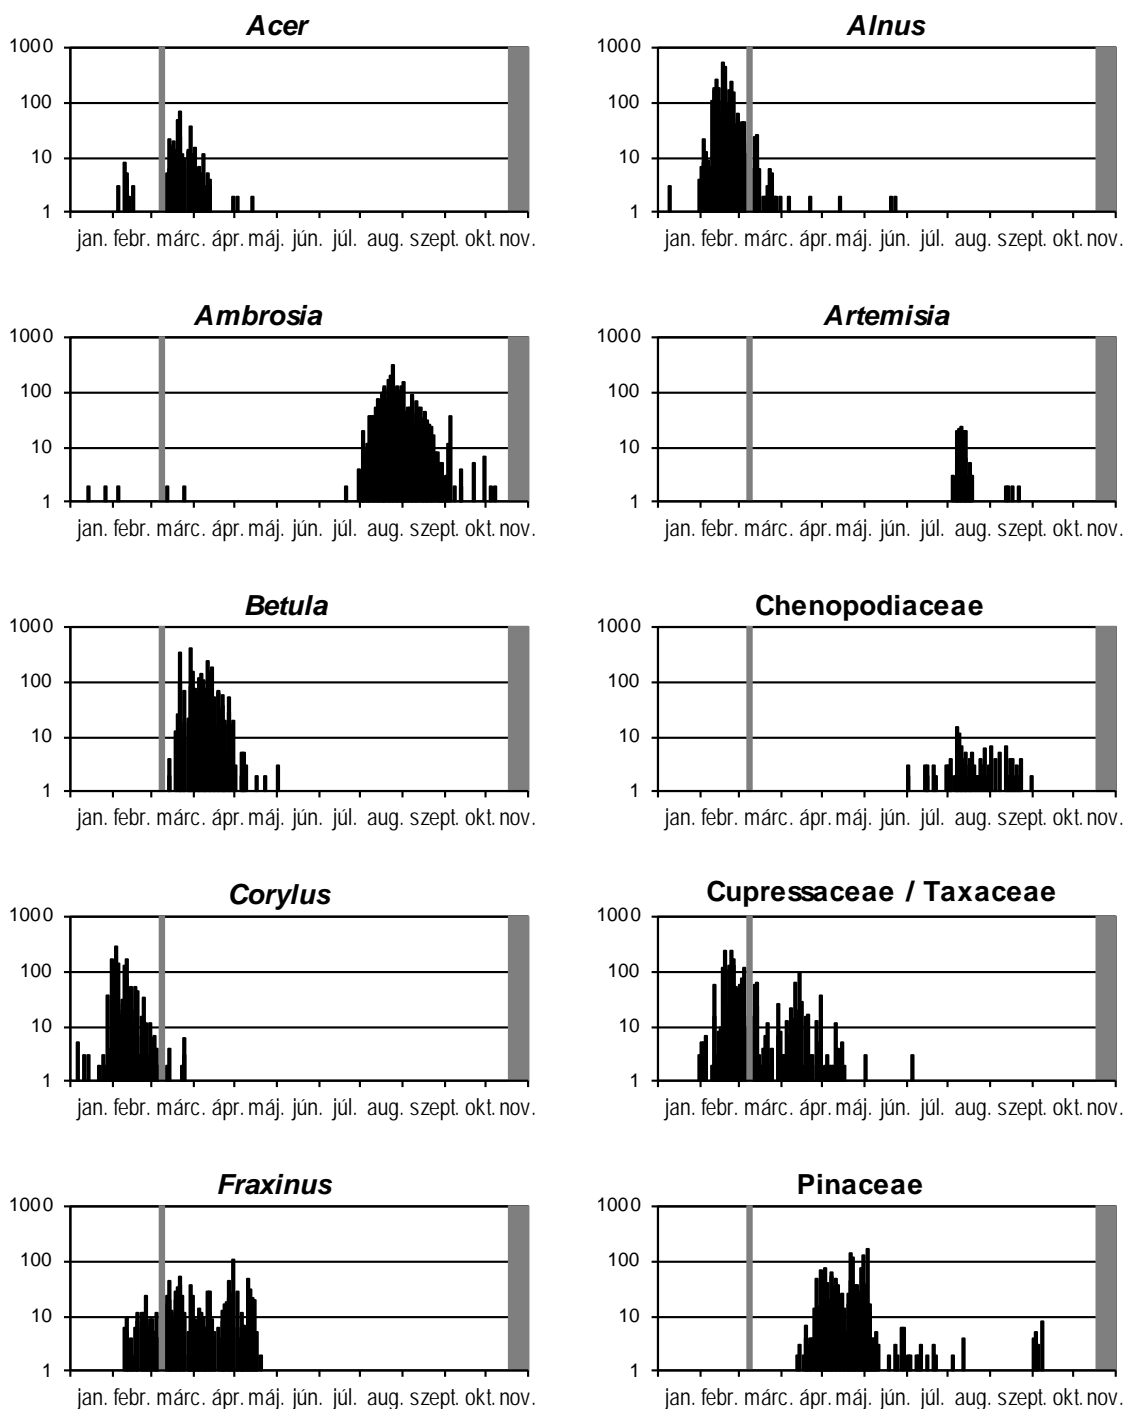 Acer
1000
100
10
1
jan. febr. márc. ápr. máj. jún. júl. aug. szept. okt. nov.
Alnus
1000
100
10
1
jan. febr. márc. ápr. máj. jún. júl. aug. szept. okt. nov.
Ambrosia
1000
100
10
1
jan. febr. márc. ápr. máj. jún. júl. aug. szept. okt. nov.
Artemisia
1000
100
10
1
jan. febr. márc. ápr. máj. jún. júl. aug. szept. okt. nov.
Betula
1000
100
10
1
jan. febr. márc. ápr. máj. jún. júl. aug. szept. okt. nov.
Chenopodiaceae
1000
100
10
1
jan. febr. márc. ápr. máj. jún. júl. aug. szept. okt. nov.
Corylus
1000
100
10
1
jan. febr. márc. ápr. máj. jún. júl. aug. szept. okt. nov.
Cupressaceae / Taxaceae
1000
100
10
1
jan. febr. márc. ápr. máj. jún. júl. aug. szept. okt. nov.
Fraxinus
1000
100
10
1
jan. febr. márc. ápr. máj. jún. júl. aug. szept. okt. nov.
Pinaceae
1000
100
10
1
jan. febr. márc. ápr. máj. jún. júl. aug. szept. okt. nov.